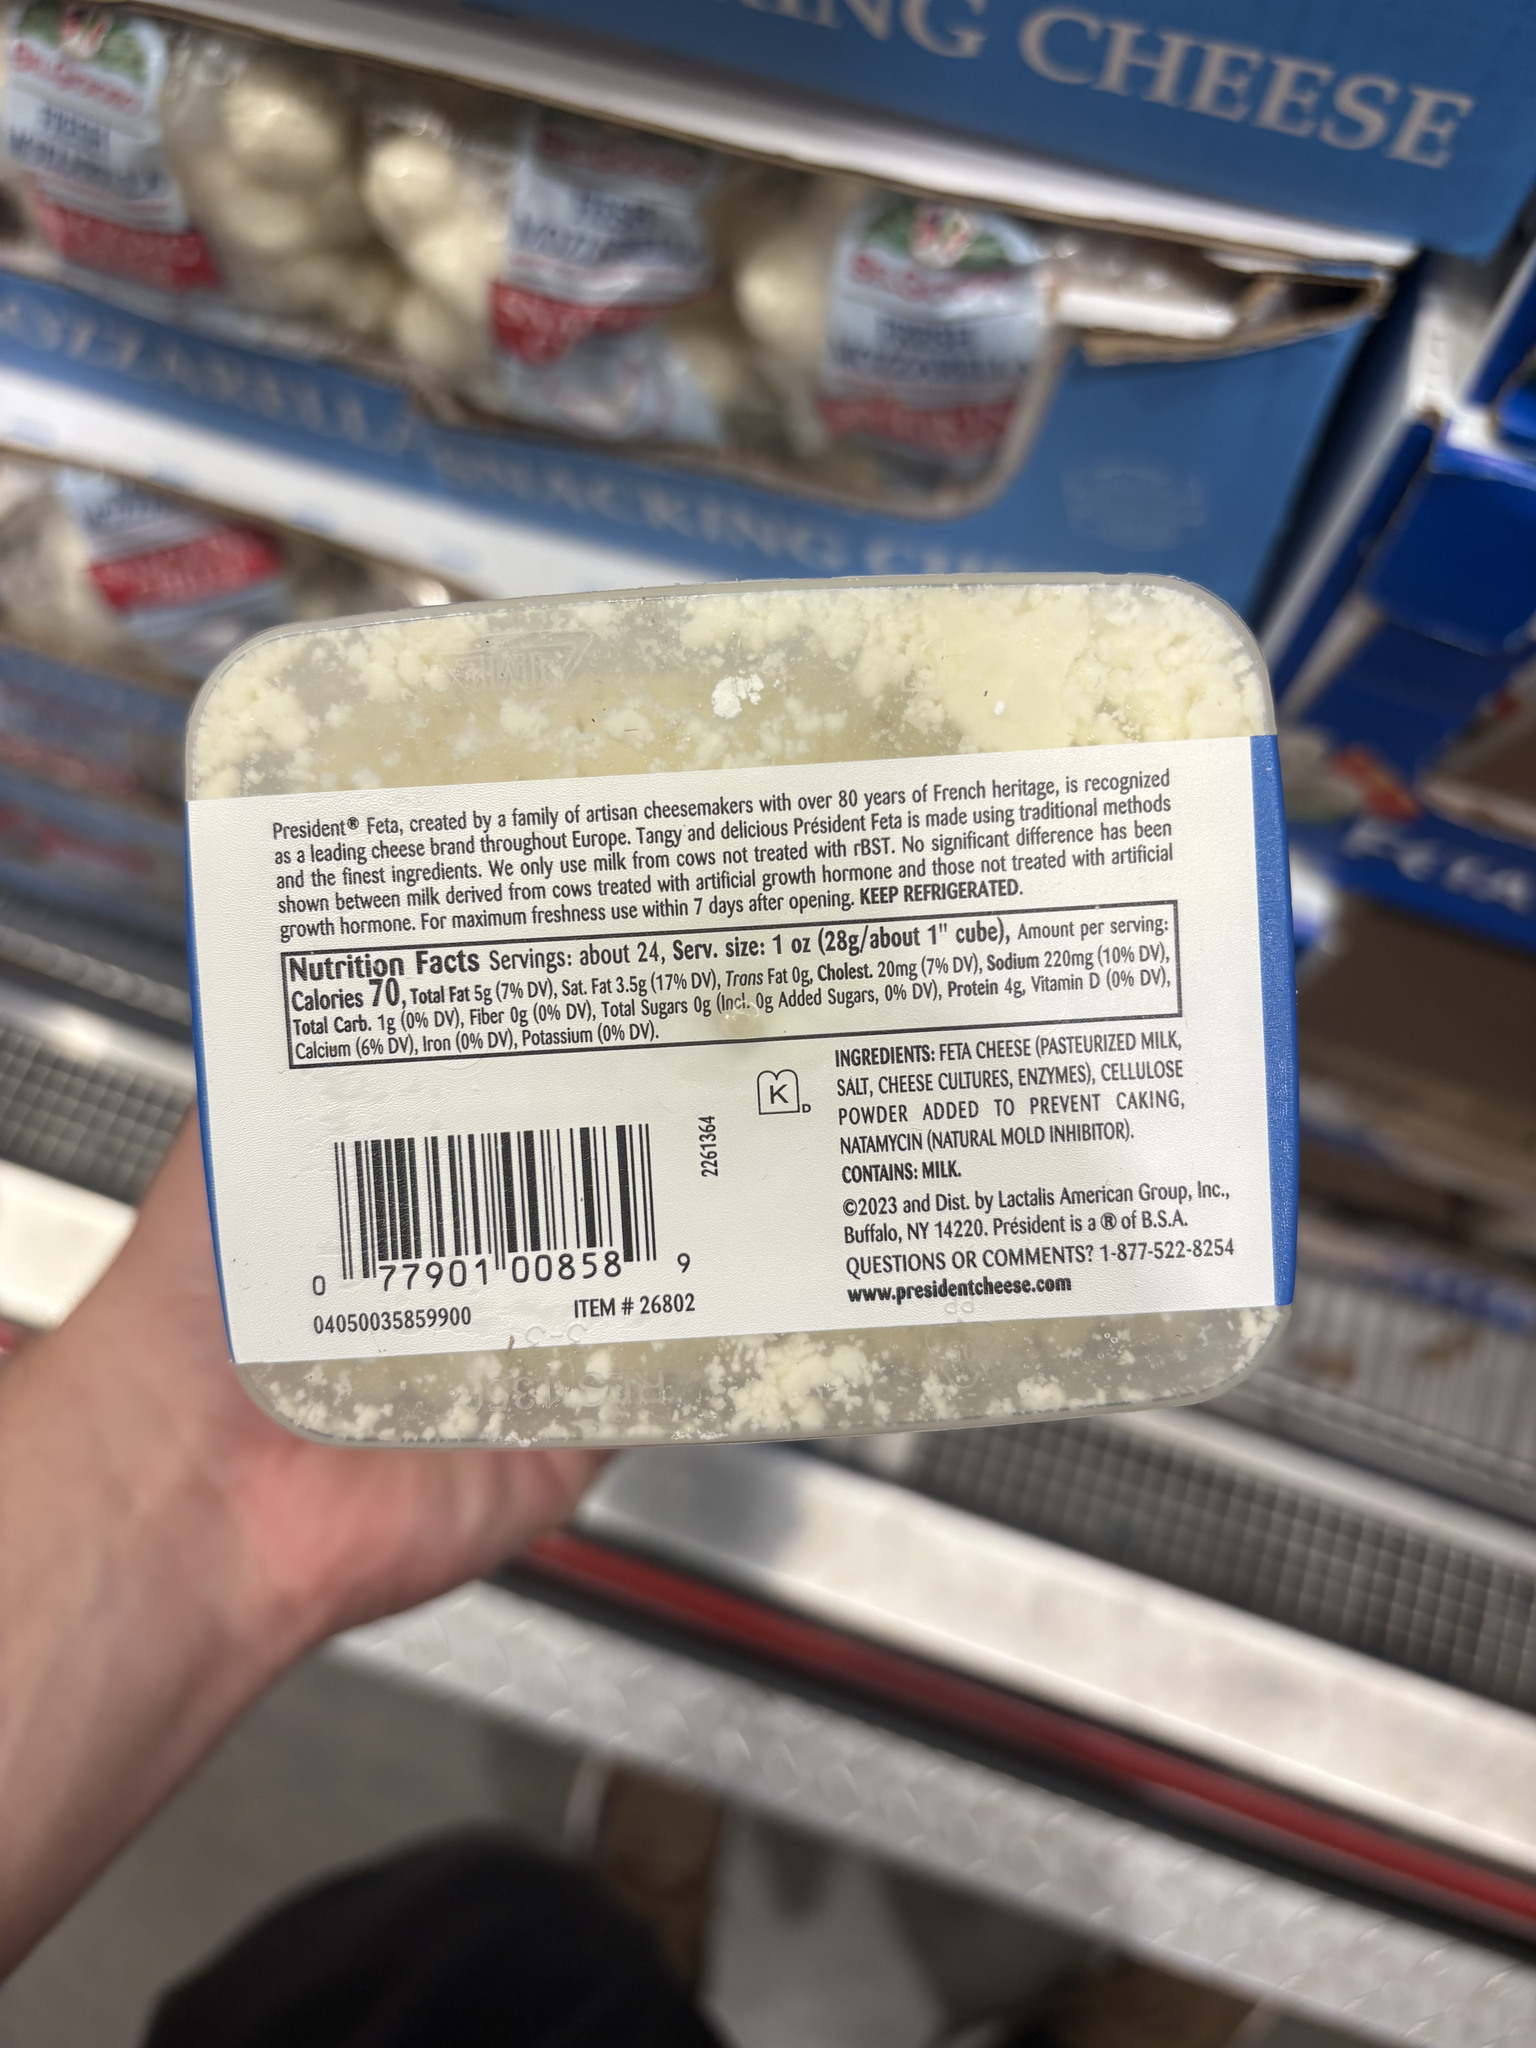 KING CHEESE
MOZZARELLA SNACKING CH
FETA
President® Feta, created by a family of artisan cheesemakers with over 80 years of French heritage, is recognized
as a leading cheese brand throughout Europe. Tangy and delicious Président Feta is made using traditional methods
and the finest ingredients. We only use milk from cows not treated with rBST. No significant difference has been
shown between milk derived from cows treated with artificial growth hormone and those not treated with artificial
growth hormone. For maximum freshness use within 7 days after opening. KEEP REFRIGERATED.
Nutrition Facts Servings: about 24, Serv. size: 1 oz (28g/about 1" cube), Amount per serving:
Calories 70, Total Fat 5g (7% DV), Sat. Fat 3.5g (17% DV), Trans Fat 0g, Cholest. 20mg (7% DV), Sodium 220mg (10% DV),
Total Carb. 1g (0% DV), Fiber 0g (0% DV), Total Sugars 0g (Incl. 0g Added Sugars, 0% DV), Protein 4g, Vitamin D (0% DV),
Calcium (6% DV), Iron (0% DV), Potassium (0% DV).
INGREDIENTS: FETA CHEESE (PASTEURIZED MILK,
SALT, CHEESE CULTURES, ENZYMES), CELLULOSE
POWDER ADDED TO PREVENT CAKING,
NATAMYCIN (NATURAL MOLD INHIBITOR).
CONTAINS: MILK.
©2023 and Dist. by Lactalis American Group, Inc.,
Buffalo, NY 14220. Président is a ® of B.S.A.
QUESTIONS OR COMMENTS? 1-877-522-8254
www.presidentcheese.com
K D
2261364
0 77901 00858 9
04050035859900 ITEM # 26802